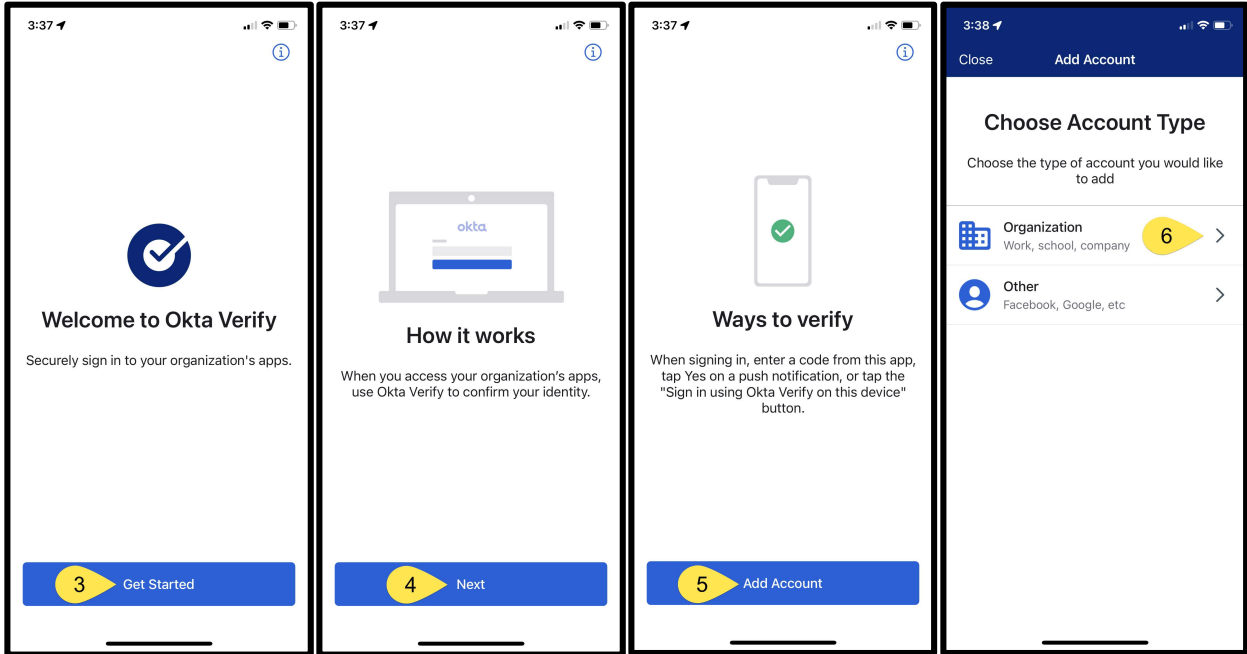 3:37
Welcome to Okta Verify
Securely sign in to your organization's apps.
3
Get Started
3:37
okta
How it works
When you access your organization's apps,
use Okta Verify to confirm your identity.
4
Next
3:37
Ways to verify
When signing in, enter a code from this app,
tap Yes on a push notification, or tap the
"Sign in using Okta Verify on this device"
button.
5
Add Account
3:38
Close Add Account
Choose Account Type
Choose the type of account you would like
to add
Organization
Work, school, company
6
Other
Facebook, Google, etc